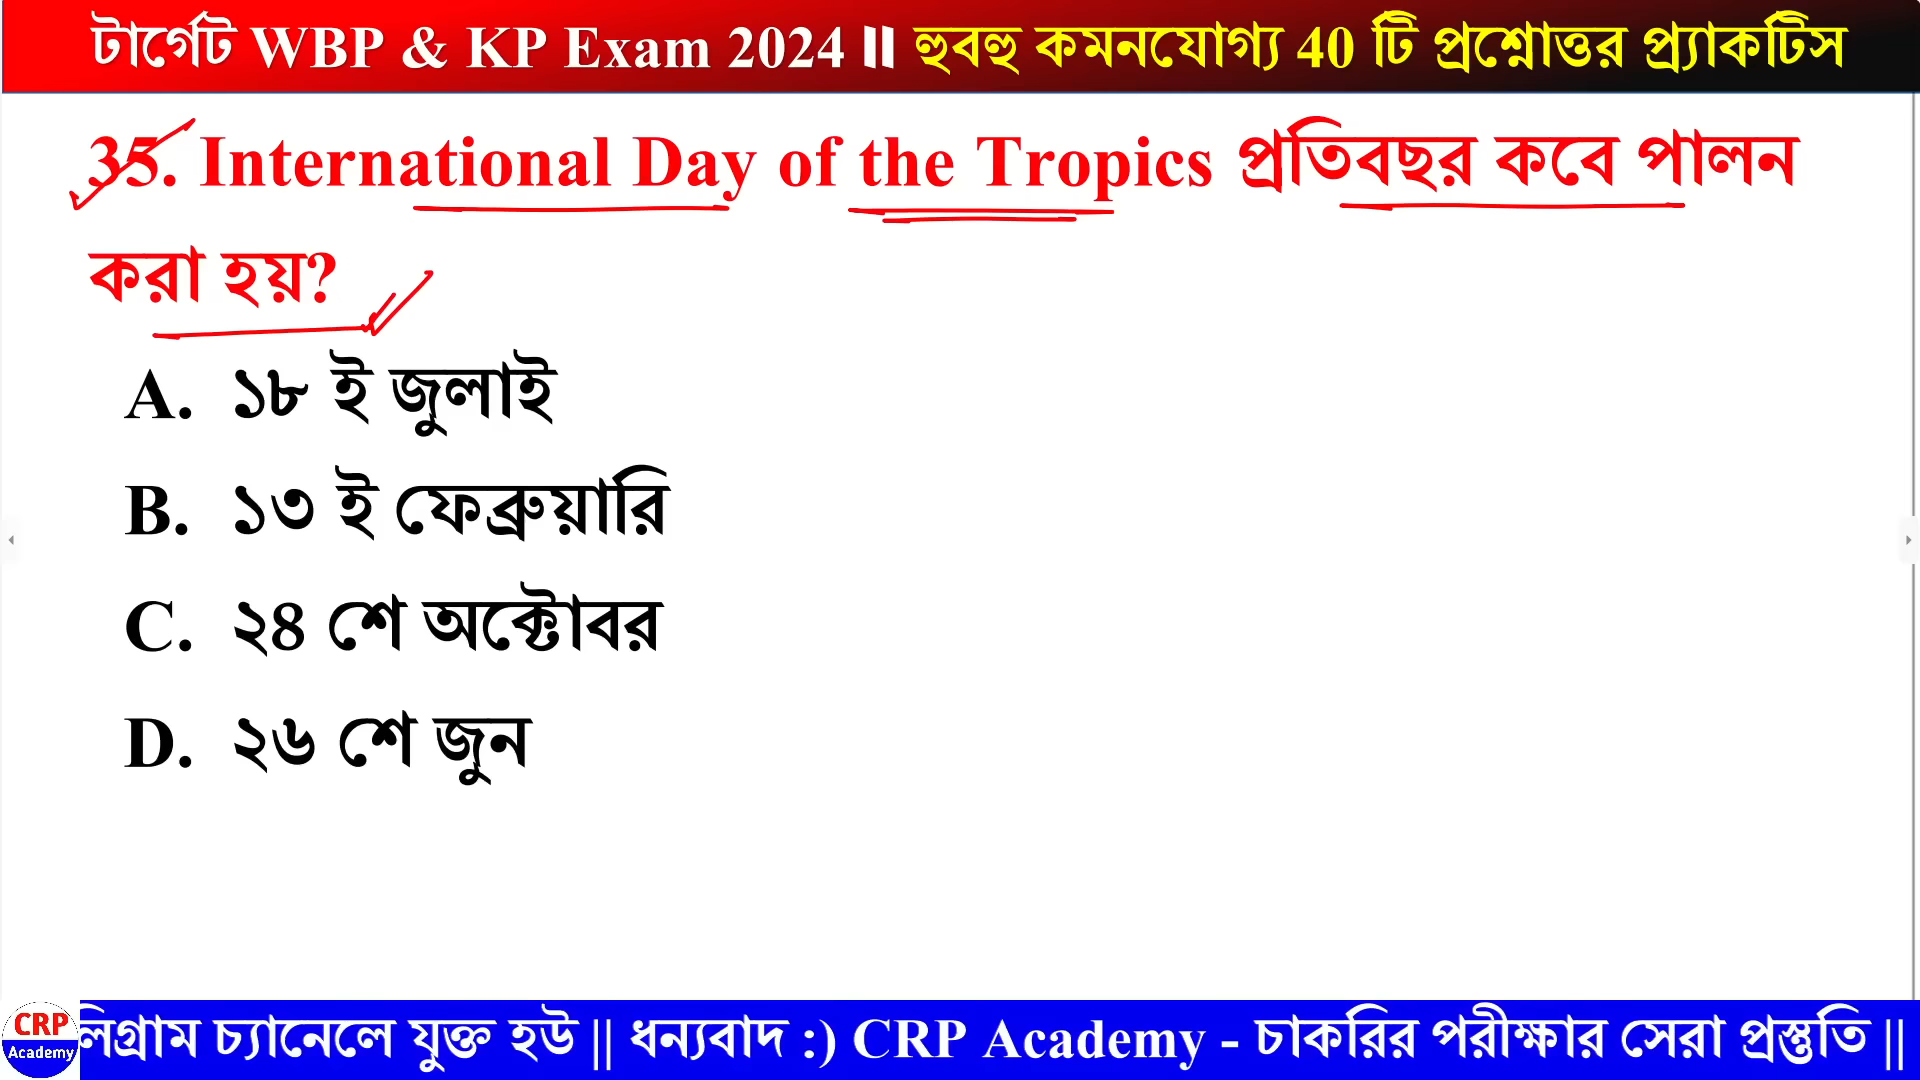 টার্গেট WBP & KP Exam 2024 II হুবহু কমনযোগ্য 40 টি প্রশ্নোত্তর প্র্যাকটিস
35. International Day of the Tropics প্রতিবছর কবে পালন
করা হয়?
A. ১৮ ই জুলাই
B. ১৩ ই ফেব্রুয়ারি
C. ২৪ শে অক্টোবর
D. ২৬ শে জুন
CRP
Academy
লিগ্রাম চ্যানেলে যুক্ত হউ || ধন্যবাদ :) CRP Academy - চাকরির পরীক্ষার সেরা প্রস্তুতি ||